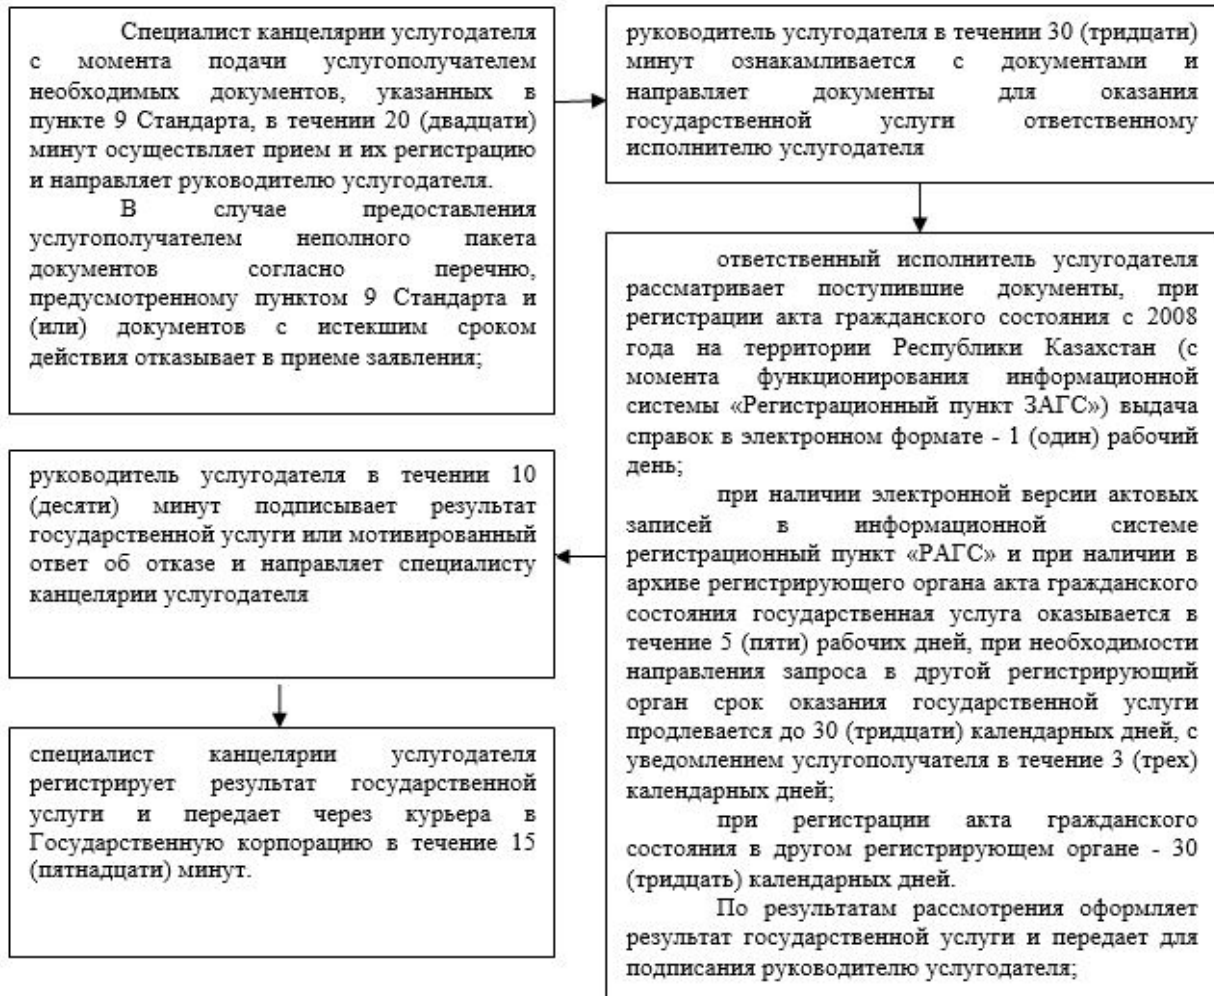 Специалист канцелярии услугодателя
с момента подачи услугополучателем
необходимых документов, указанных в
пункте 9 Стандарта, в течении 20 (двадцати)
минут осуществляет прием и их регистрацию
и направляет руководителю услугодателя.
В случае предоставления
услугополучателем неполного пакета
документов согласно перечню,
предусмотренному пунктом 9 Стандарта и
(или) документов с истекшим сроком
действия отказывает в приеме заявления;
руководитель услугодателя в течении 30 (тридцати)
минут ознакамливается с документами и
направляет документы для оказания
государственной услуги ответственному
исполнителю услугодателя
ответственный исполнитель услугодателя
рассматривает поступившие документы, при
регистрации акта гражданского состояния с 2008
года на территории Республики Казахстан (с
момента функционирования информационной
системы «Регистрационный пункт ЗАГС») выдача
справок в электронном формате - 1 (один) рабочий
день;
при наличии электронной версии актовых
записей в информационной системе
регистрационный пункт «РАГС» и при наличии в
архиве регистрирующего органа акта гражданского
состояния государственная услуга оказывается в
течение 5 (пяти) рабочих дней, при необходимости
направления запроса в другой регистрирующий
орган срок оказания государственной услуги
продлевается до 30 (тридцати) календарных дней, с
уведомлением услугополучателя в течение 3 (трех)
календарных дней;
при регистрации акта гражданского
состояния в другом регистрирующем органе - 30
(тридцать) календарных дней.
По результатам рассмотрения оформляет
результат государственной услуги и передает для
подписания руководителю услугодателя;
руководитель услугодателя в течении 10
(десяти) минут подписывает результат
государственной услуги или мотивированный
ответ об отказе и направляет специалисту
канцелярии услугодателя
специалист канцелярии услугодателя
регистрирует результат государственной
услуги и передает через курьера в
Государственную корпорацию в течение 15
(пятнадцати) минут.